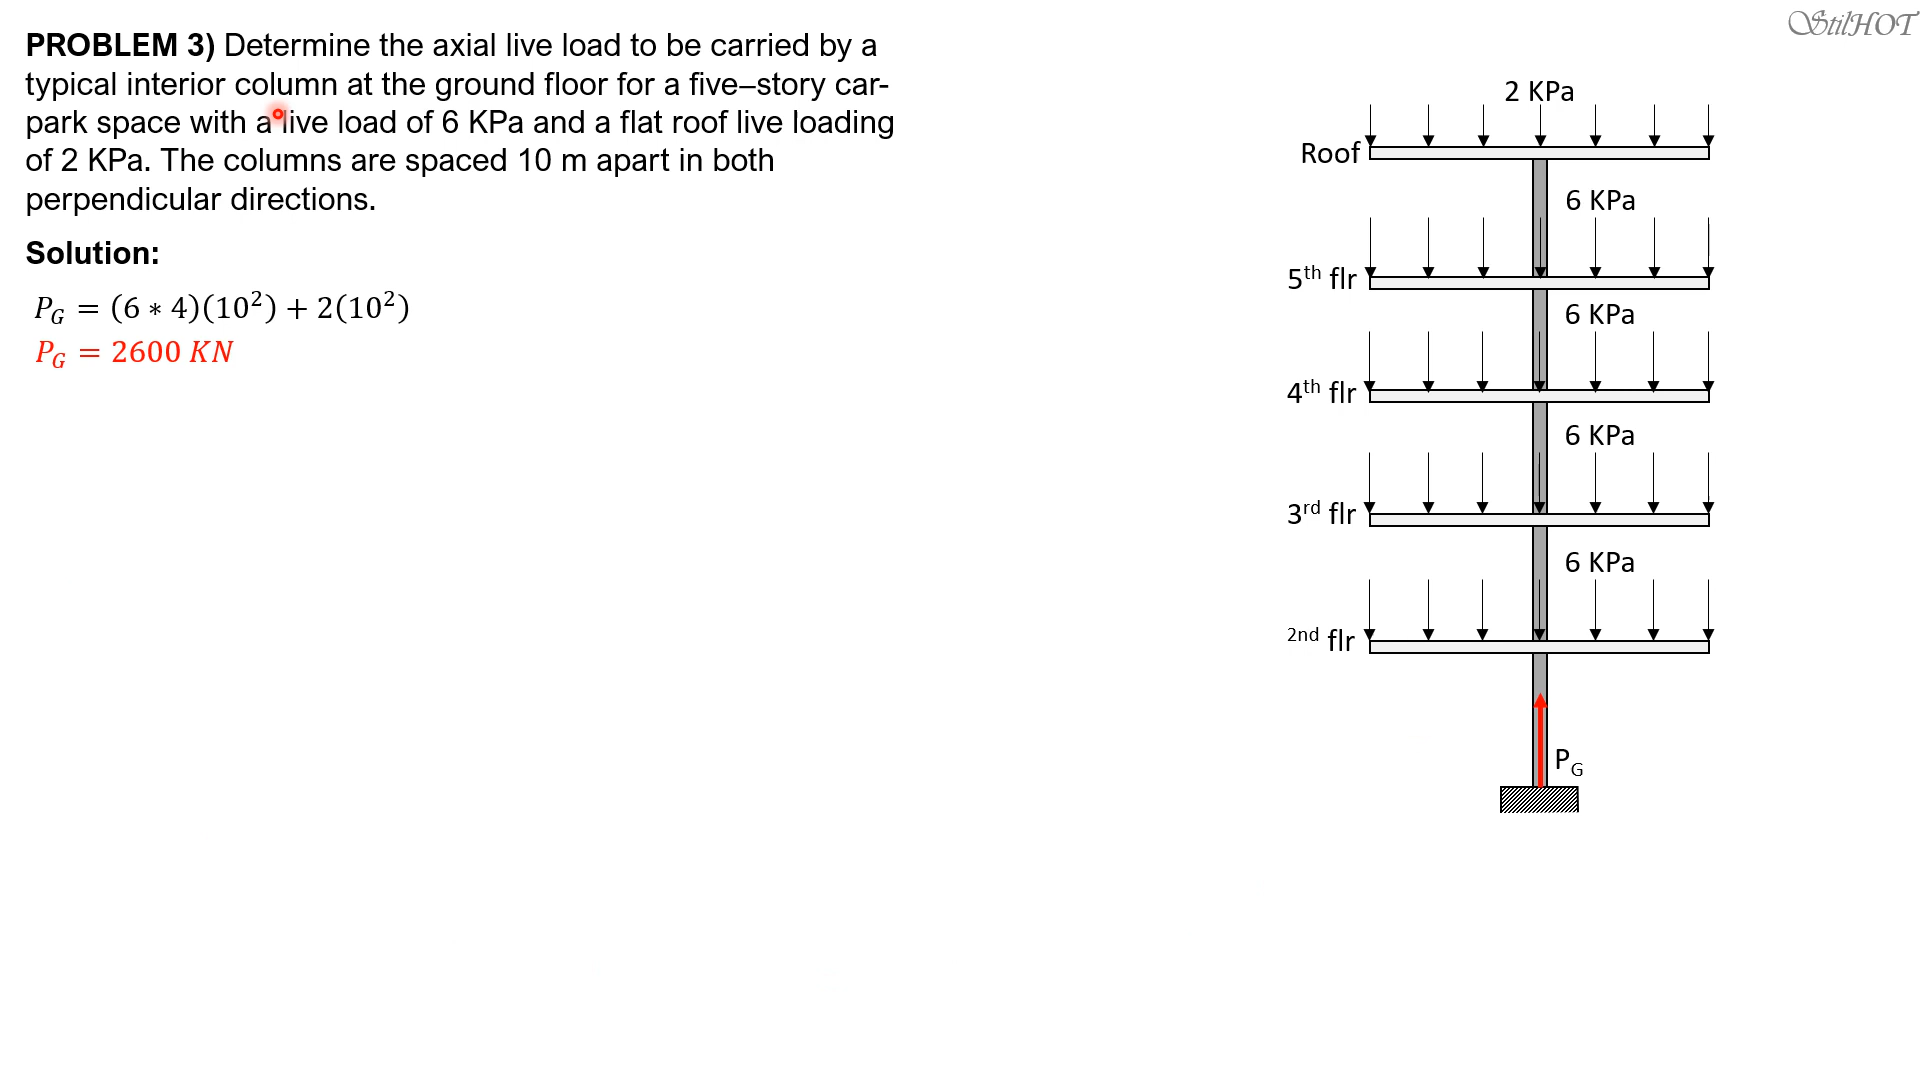 StilHOT
PROBLEM 3) Determine the axial live load to be carried by a
typical interior column at the ground floor for a five–story car-
park space with a live load of 6 KPa and a flat roof live loading
of 2 KPa. The columns are spaced 10 m apart in both
perpendicular directions.
Solution:
P_G = (6 ∗ 4)(10²) + 2(10²)
P_G = 2600 KN
2 KPa
Roof
6 KPa
5th flr
6 KPa
4th flr
6 KPa
3rd flr
6 KPa
2nd flr
P_G